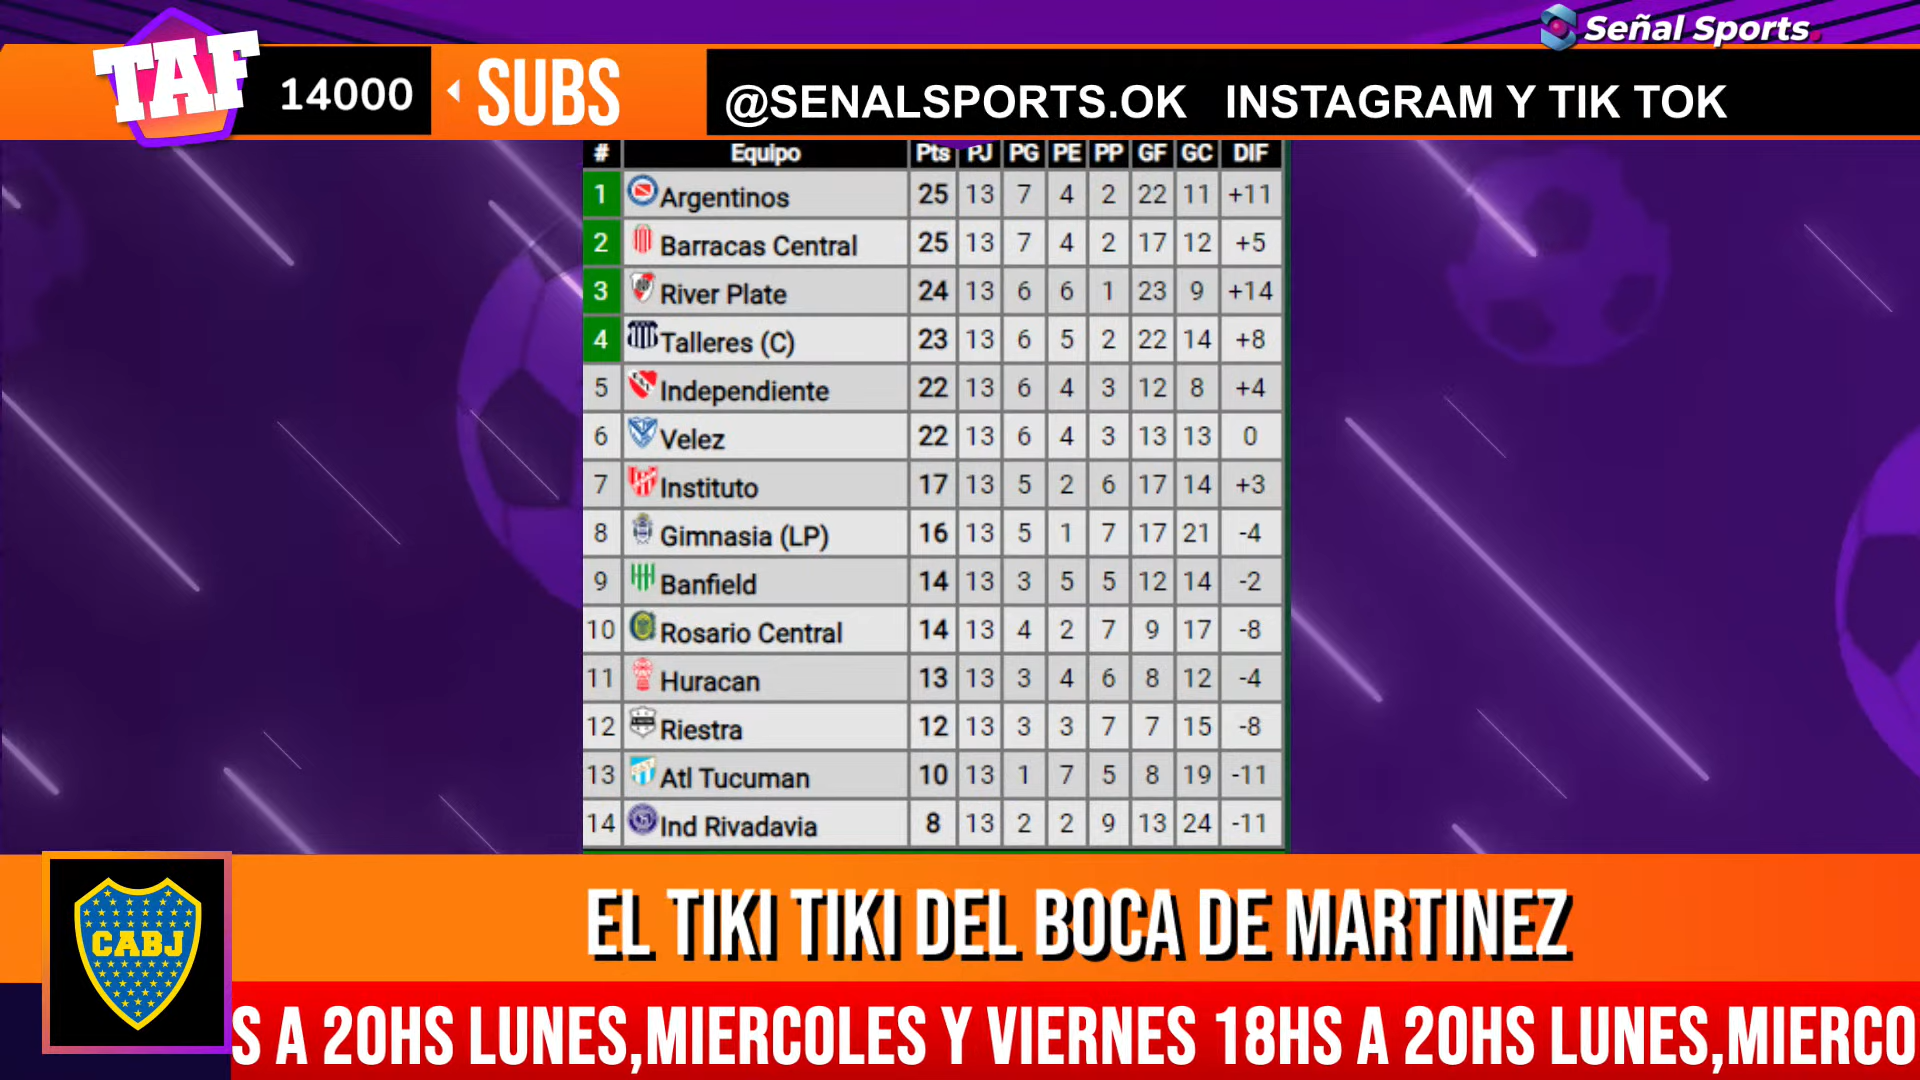 Señal Sports.
TAF 14000 SUBS @SENALSPORTS.OK INSTAGRAM Y TIK TOK
# Equipo Pts PJ PG PE PP GF GC DIF
1 Argentinos 25 13 7 4 2 22 11 +11
2 Barracas Central 25 13 7 4 2 17 12 +5
3 River Plate 24 13 6 6 1 23 9 +14
4 Talleres (C) 23 13 6 5 2 22 14 +8
5 Independiente 22 13 6 4 3 12 8 +4
6 Velez 22 13 6 4 3 13 13 0
7 Instituto 17 13 5 2 6 17 14 +3
8 Gimnasia (LP) 16 13 5 1 7 17 21 -4
9 Banfield 14 13 3 5 5 12 14 -2
10 Rosario Central 14 13 4 2 7 9 17 -8
11 Huracan 13 13 3 4 6 8 12 -4
12 Riestra 12 13 3 3 7 7 15 -8
13 Atl Tucuman 10 13 1 7 5 8 19 -11
14 Ind Rivadavia 8 13 2 2 9 13 24 -11
CABJ
EL TIKI TIKI DEL BOCA DE MARTINEZ
S A 20HS LUNES,MIERCOLES Y VIERNES 18HS A 20HS LUNES,MIERCO